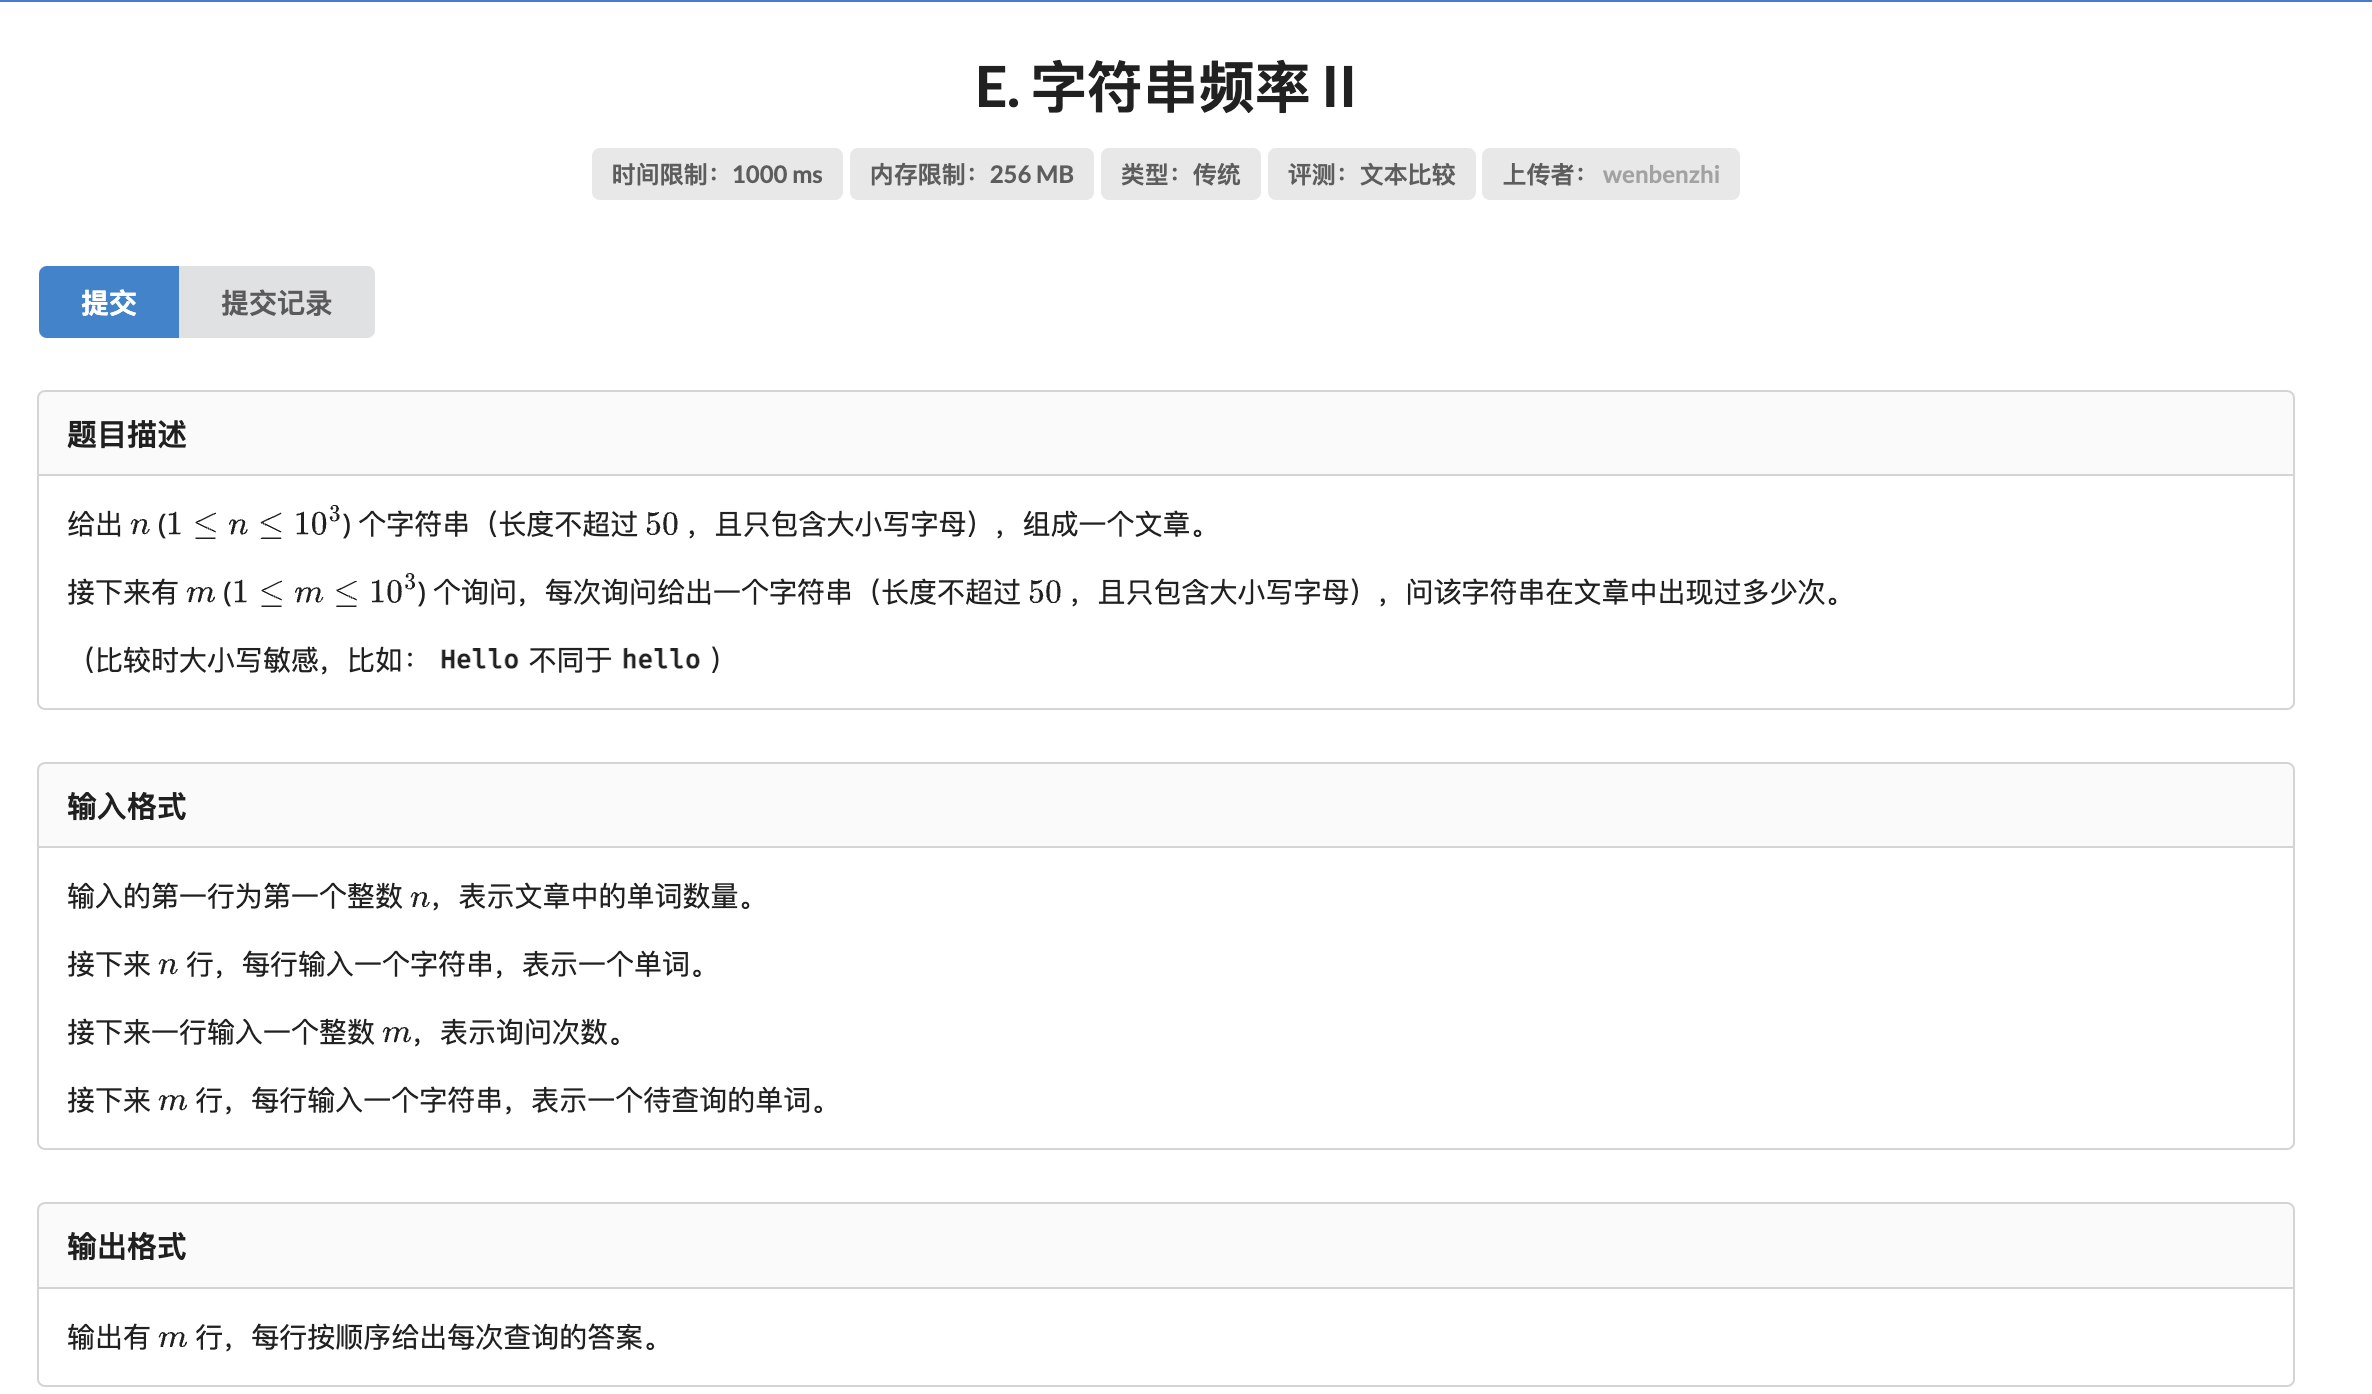 E. 字符串频率 II
时间限制：1000 ms 内存限制：256 MB 类型：传统 评测：文本比较 上传者：wenbenzhi
提交 提交记录
题目描述
给出 n (1 ≤ n ≤ 10³) 个字符串（长度不超过 50 ，且只包含大小写字母），组成一个文章。
接下来有 m (1 ≤ m ≤ 10³) 个询问，每次询问给出一个字符串（长度不超过 50 ，且只包含大小写字母），问该字符串在文章中出现过多少次。
（比较时大小写敏感，比如： Hello 不同于 hello ）
输入格式
输入的第一行为第一个整数 n，表示文章中的单词数量。
接下来 n 行，每行输入一个字符串，表示一个单词。
接下来一行输入一个整数 m，表示询问次数。
接下来 m 行，每行输入一个字符串，表示一个待查询的单词。
输出格式
输出有 m 行，每行按顺序给出每次查询的答案。